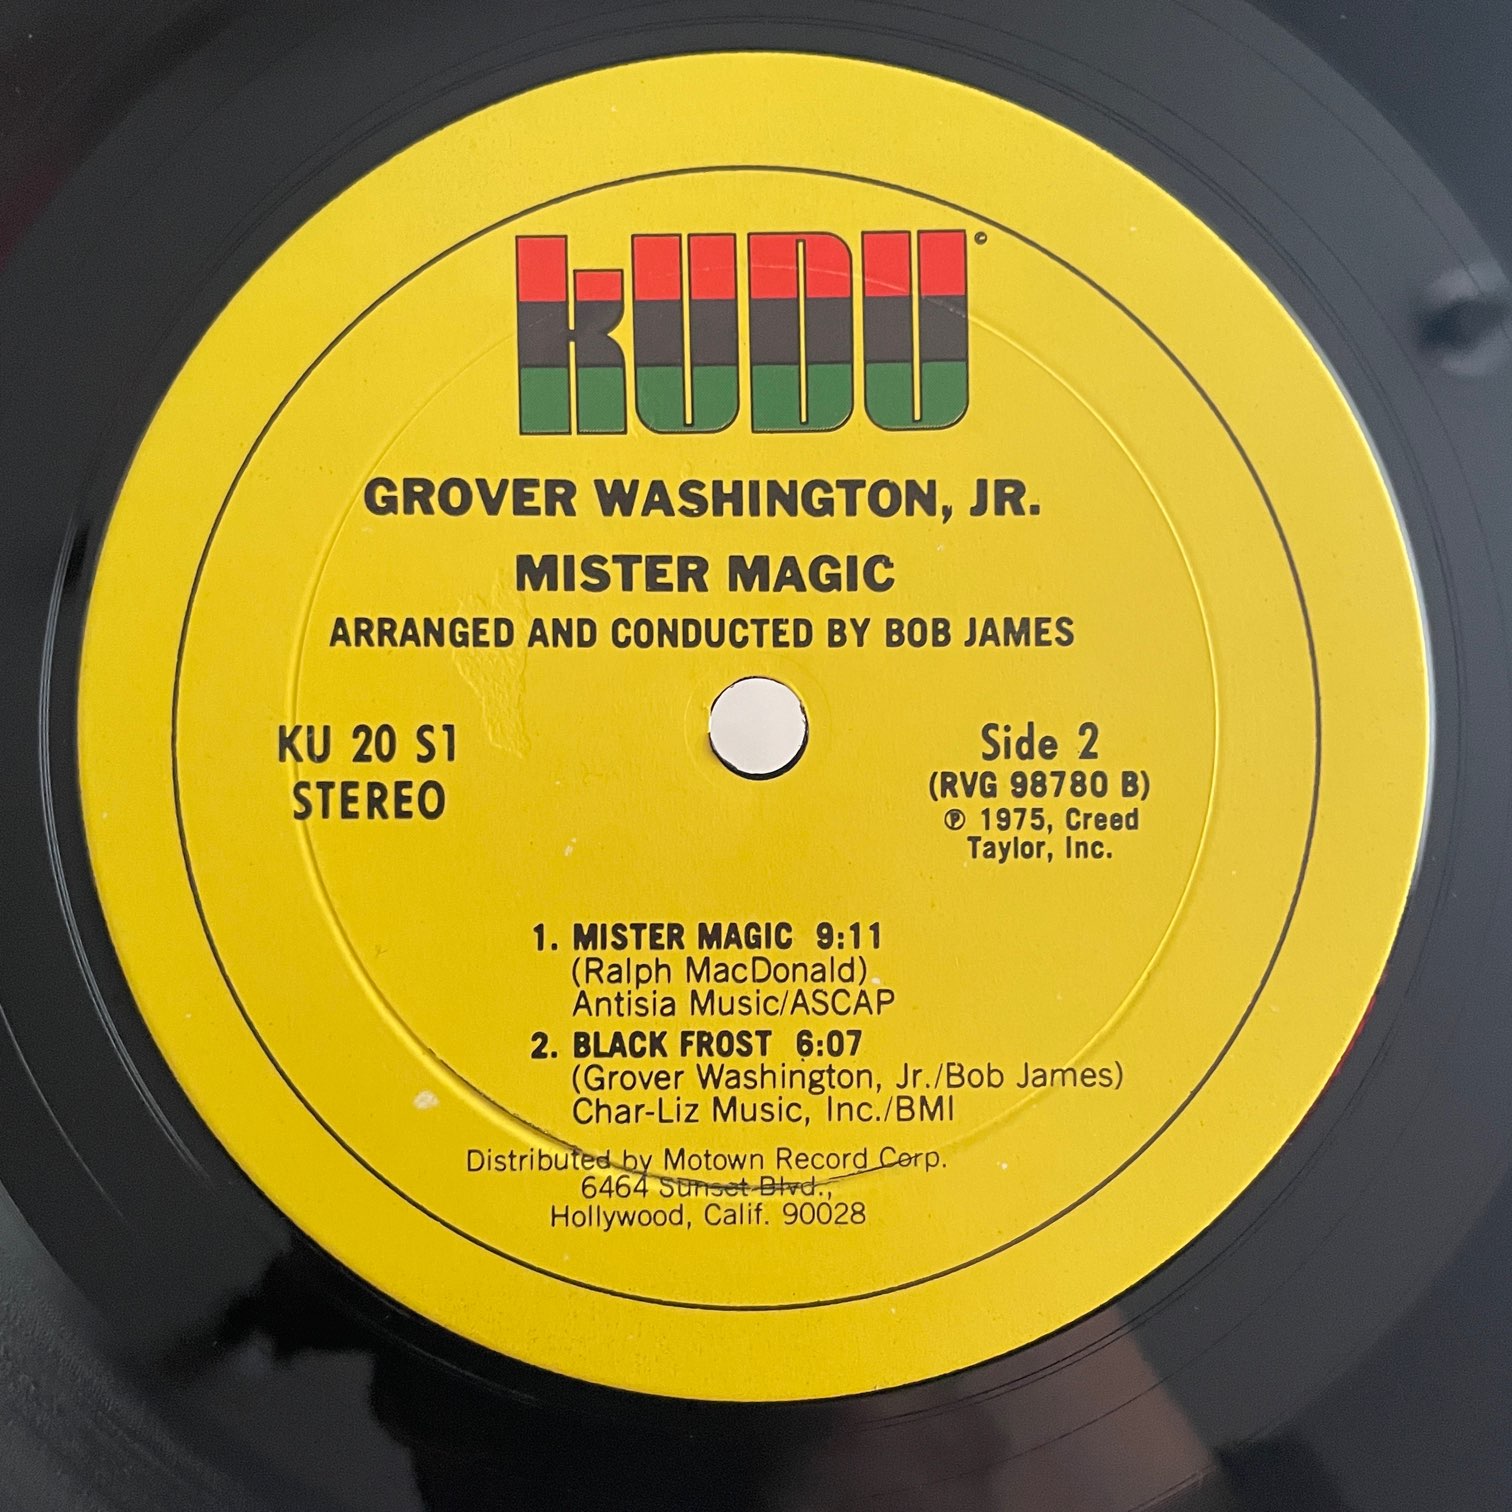 KUDU
GROVER WASHINGTON, JR.
MISTER MAGIC
ARRANGED AND CONDUCTED BY BOB JAMES
KU 20 S1
STEREO
Side 2
(RVG 98780 B)
℗ 1975, Creed
Taylor, Inc.
1. MISTER MAGIC 9:11
(Ralph MacDonald)
Antisia Music/ASCAP
2. BLACK FROST 6:07
(Grover Washington, Jr./Bob James)
Char-Liz Music, Inc./BMI
Distributed by Motown Record Corp.
6464 Sunset Blvd.,
Hollywood, Calif. 90028